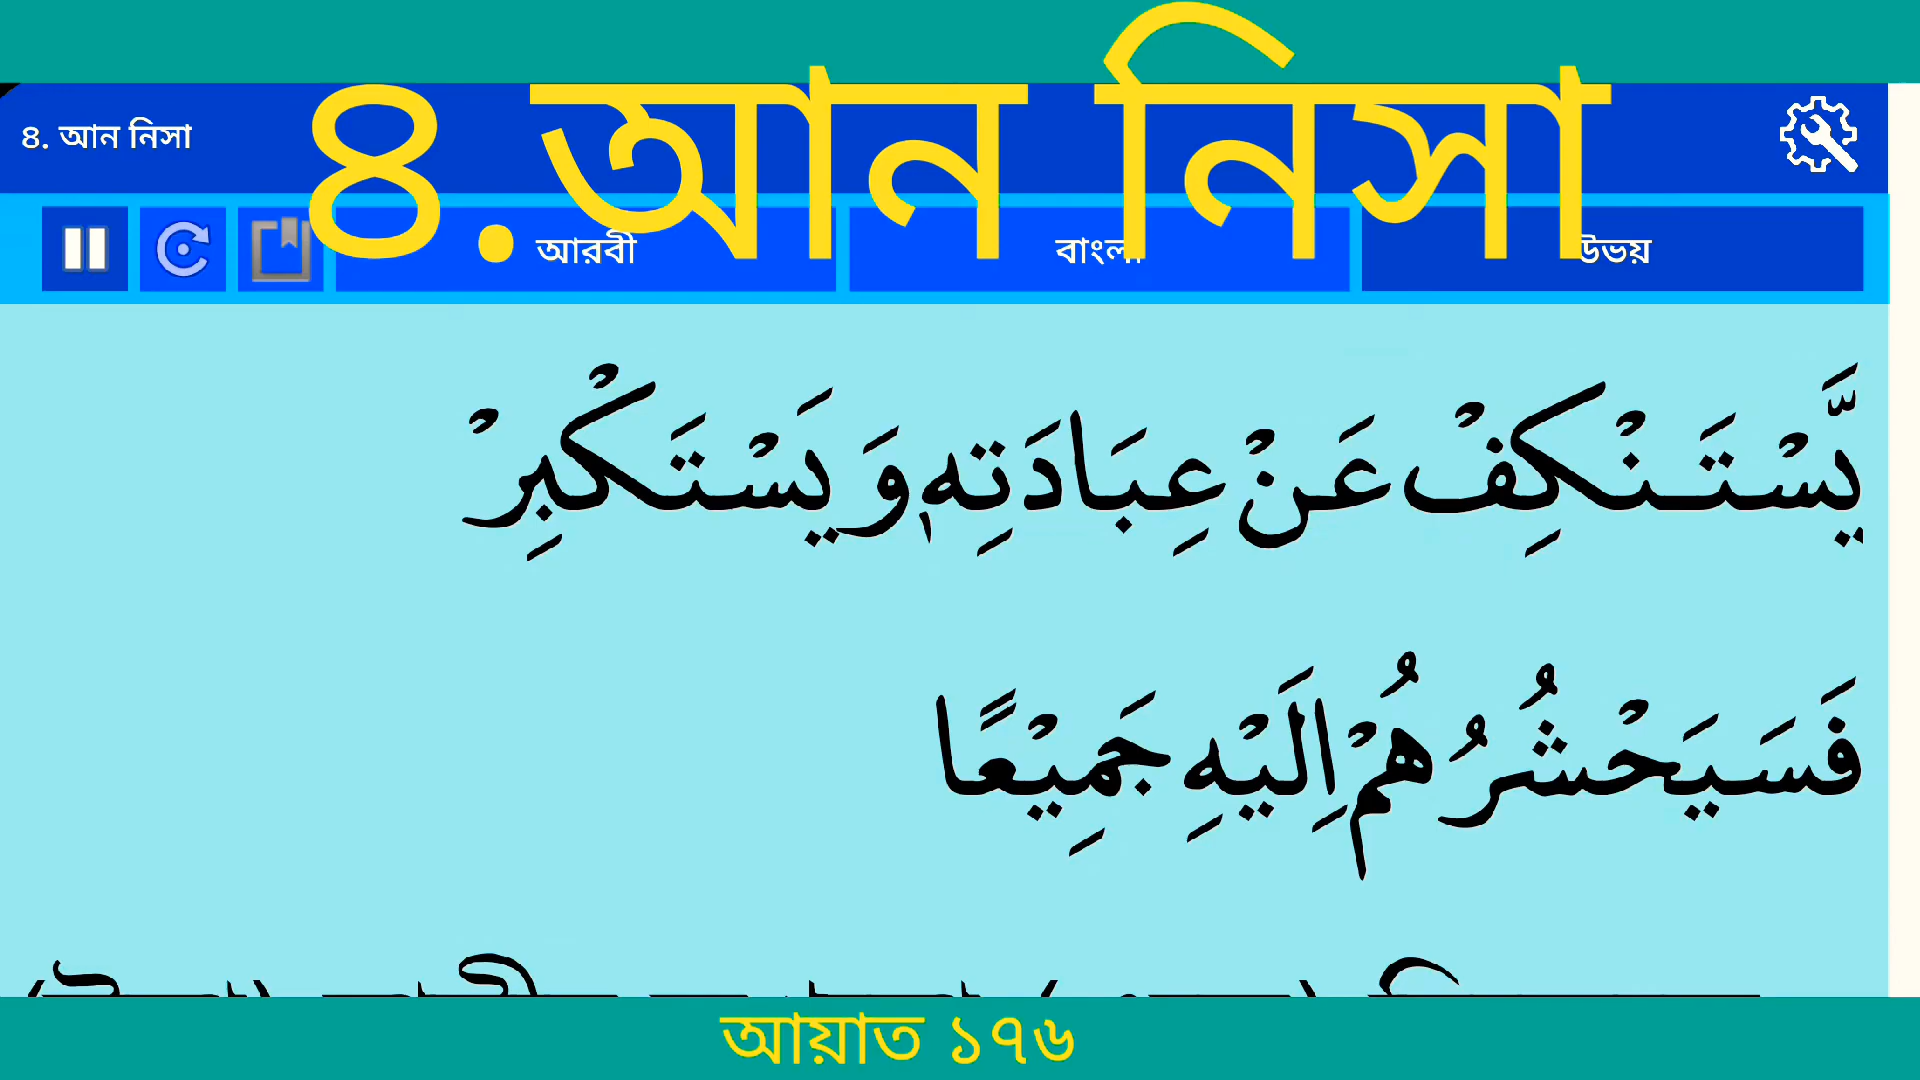 ৪.আন নিসা
৪. আন নিসা
আরবী
বাংলা
উভয়
يَّسْتَنْكِفْ عَنْ عِبَادَتِهٖ وَيَسْتَكْبِرْ
فَسَيَحْشُرُهُمْ اِلَيْهِ جَمِيْعًا
আয়াত ১৭৬